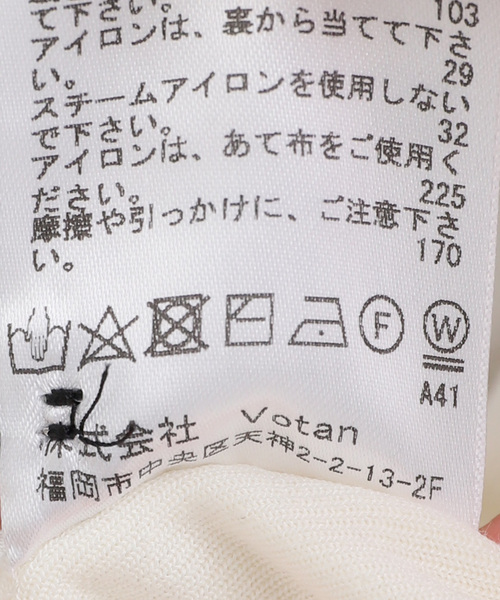 て下さい。
103
アイロンは、裏から当てて下さ
い。
29
スチームアイロンを使用しない
で下さい。
32
アイロンは、あて布をご使用く
ださい。
225
摩擦や引っかけに、ご注意下さ
い。
170
F
W
A41
株式会社 Votan
福岡市中央区天神2-2-13-2F